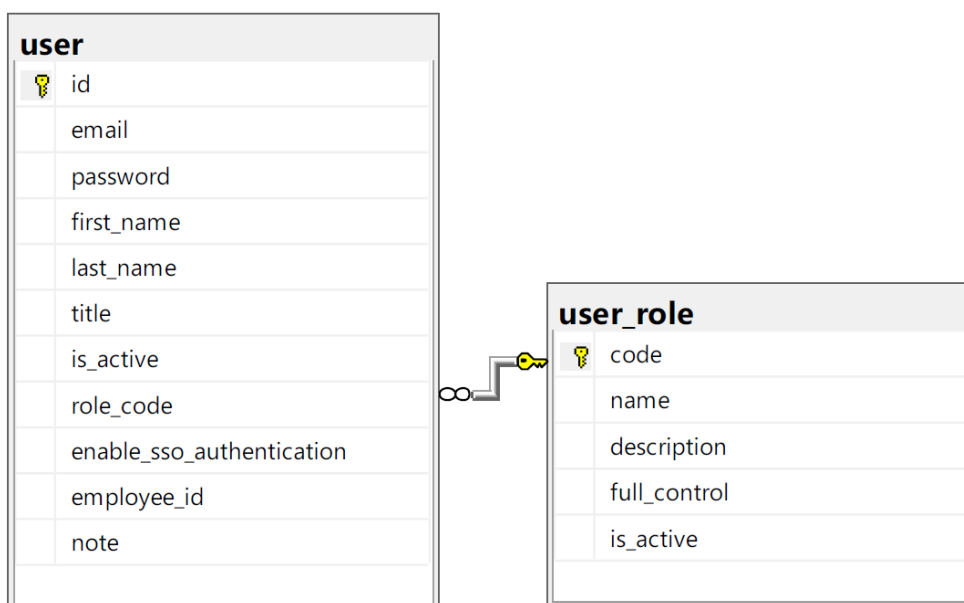 user
id
email
password
first_name
last_name
title
is_active
role_code
enable_sso_authentication
employee_id
note
user_role
code
name
description
full_control
is_active